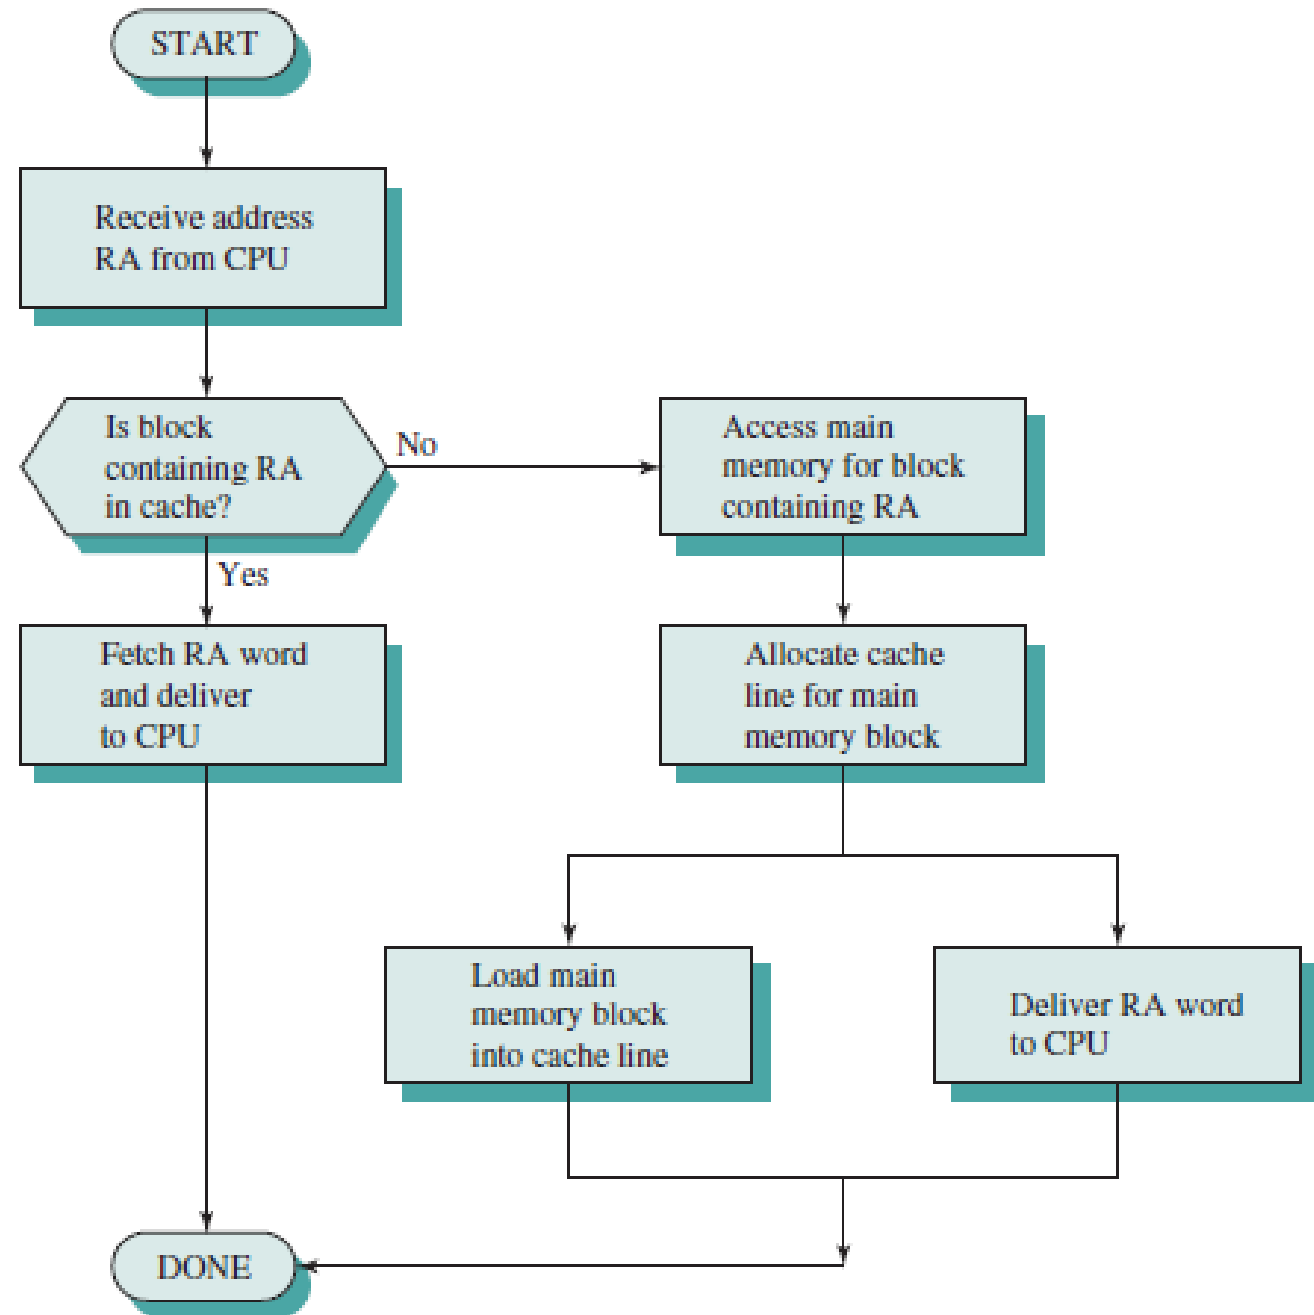 START
Receive address
RA from CPU
Is block
containing RA
in cache?
No
Access main
memory for block
containing RA
Yes
Fetch RA word
and deliver
to CPU
Allocate cache
line for main
memory block
Load main
memory block
into cache line
Deliver RA word
to CPU
DONE